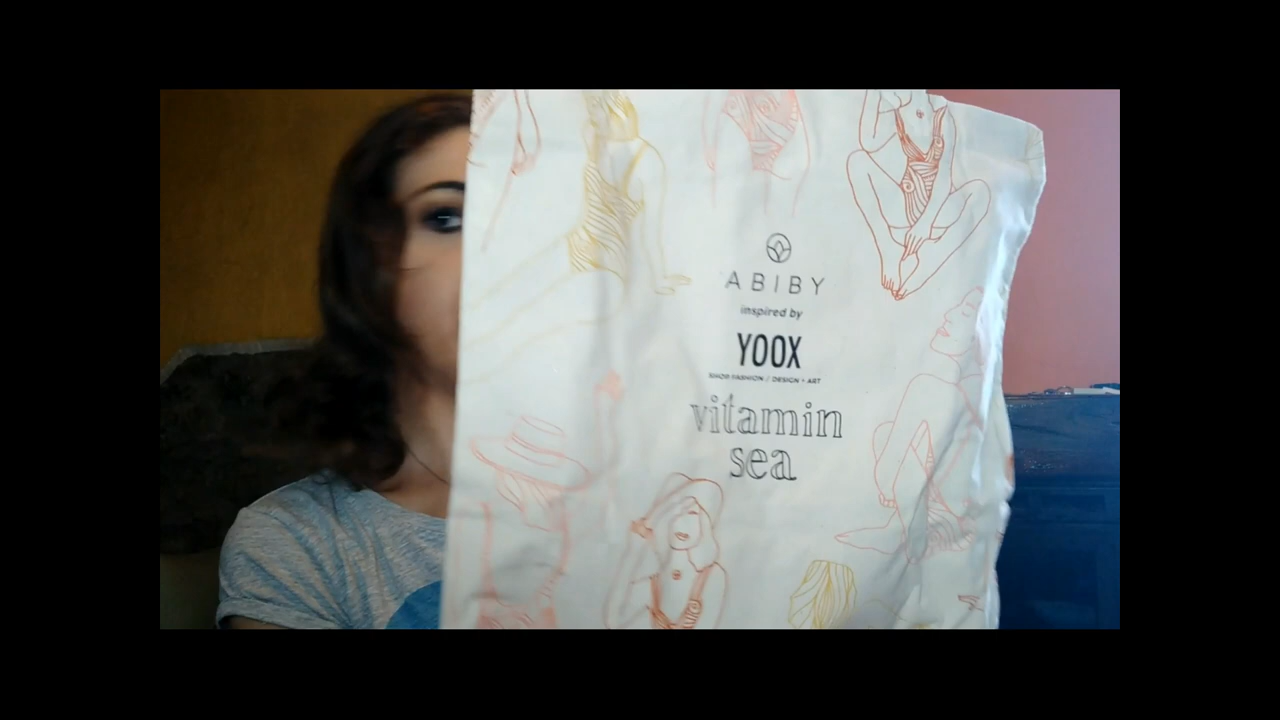 ABIBY
inspired by
YOOX
SHOP FASHION / DESIGN + ART
vitamin
sea